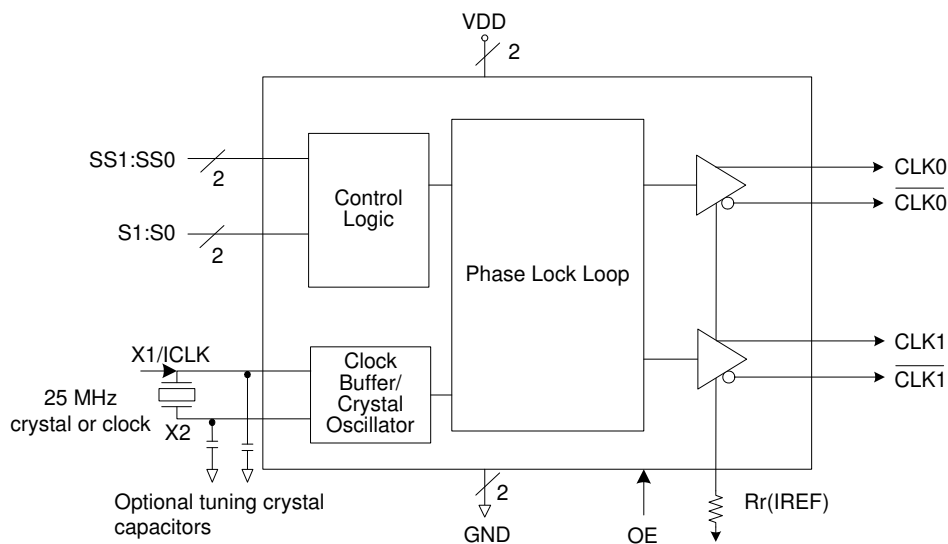 VDD
2
SS1:SS0
2
S1:S0
2
Control
Logic
Phase Lock Loop
CLK0
CLK0
X1/ICLK
25 MHz
crystal or clock
X2
Clock
Buffer/
Crystal
Oscillator
CLK1
CLK1
Optional tuning crystal
capacitors
2
GND
OE
Rr(IREF)